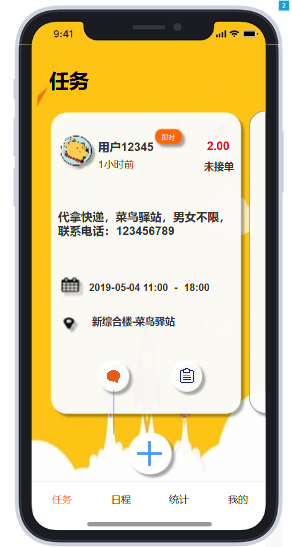 2
9:41
任务
用户12345
即时
2.00
1小时前
未接单
代拿快递，菜鸟驿站，男女不限，
联系电话：123456789
2019-05-04 11:00 - 18:00
新综合楼-菜鸟驿站
任务
日程
统计
我的